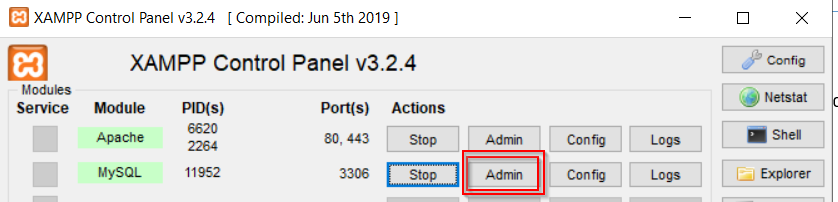 XAMPP Control Panel v3.2.4 [ Compiled: Jun 5th 2019 ]
XAMPP Control Panel v3.2.4
Config
Modules
Service Module PID(s) Port(s) Actions
Netstat
Apache 6620 2264 80, 443 Stop Admin Config Logs
Shell
MySQL 11952 3306 Stop Admin Config Logs
Explorer